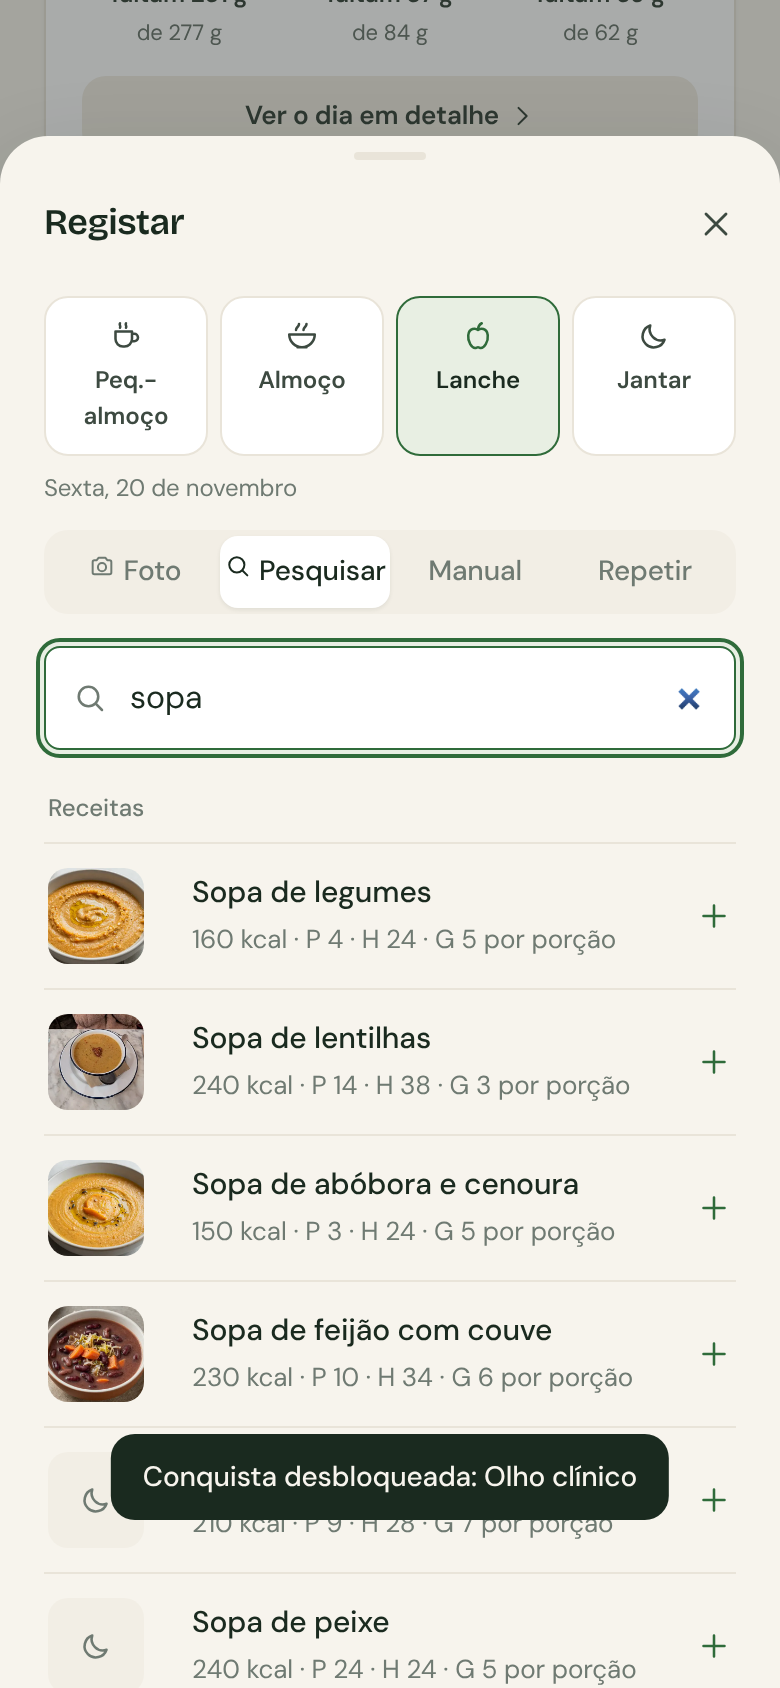 de 277 g
de 84 g
de 62 g
Ver o dia em detalhe
Registar
Peq.-
almoço
Almoço
Lanche
Jantar
Sexta, 20 de novembro
Foto
Pesquisar
Manual
Repetir
sopa
Receitas
Sopa de legumes
160 kcal · P 4 · H 24 · G 5 por porção
Sopa de lentilhas
240 kcal · P 14 · H 38 · G 3 por porção
Sopa de abóbora e cenoura
150 kcal · P 3 · H 24 · G 5 por porção
Sopa de feijão com couve
230 kcal · P 10 · H 34 · G 6 por porção
Conquista desbloqueada: Olho clínico
210 kcal · P 9 · H 28 · G 7 por porção
Sopa de peixe
240 kcal · P 24 · H 24 · G 5 por porção